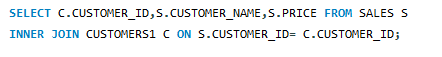 SELECT C.CUSTOMER_ID,S.CUSTOMER_NAME,S.PRICE FROM SALES S
INNER JOIN CUSTOMERS1 C ON S.CUSTOMER_ID= C.CUSTOMER_ID;